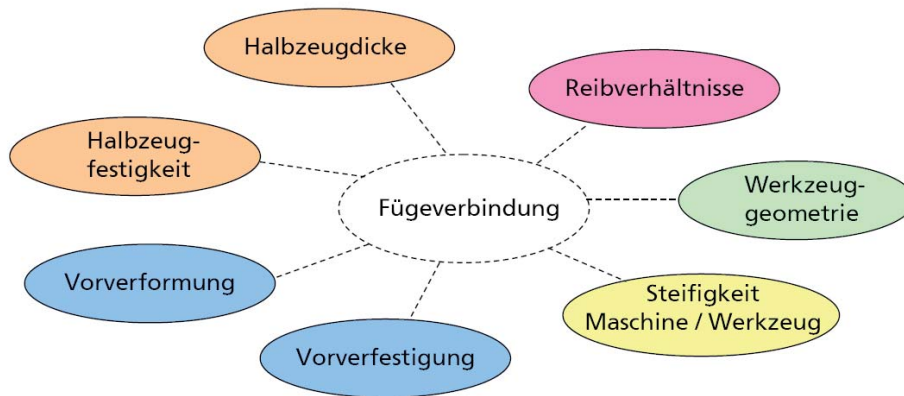 Halbzeugdicke
Reibverhältnisse
Halbzeug-
festigkeit
Werkzeug-
geometrie
Fügeverbindung
Vorverformung
Steifigkeit
Maschine / Werkzeug
Vorverfestigung